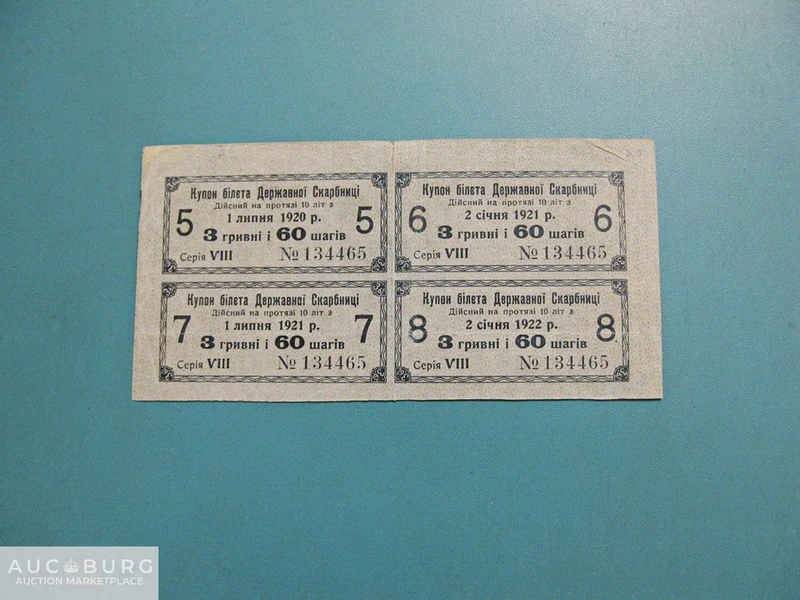 5
Купон білета Державної Скарбниці
Дійсний на протязі 10 літ з
1 липня 1920 р.
3 гривні і 60 шагів
Серія VIII № 134465
5
6
Купон білета Державної Скарбниці
Дійсний на протязі 10 літ з
2 січня 1921 р.
3 гривні і 60 шагів
Серія VIII № 134465
6
7
Купон білета Державної Скарбниці
Дійсний на протязі 10 літ з
1 липня 1921 р.
3 гривні і 60 шагів
Серія VIII № 134465
7
8
Купон білета Державної Скарбниці
Дійсний на протязі 10 літ з
2 січня 1922 р.
3 гривні і 60 шагів
Серія VIII № 134465
8
AUCBURG
AUCTION MARKETPLACE